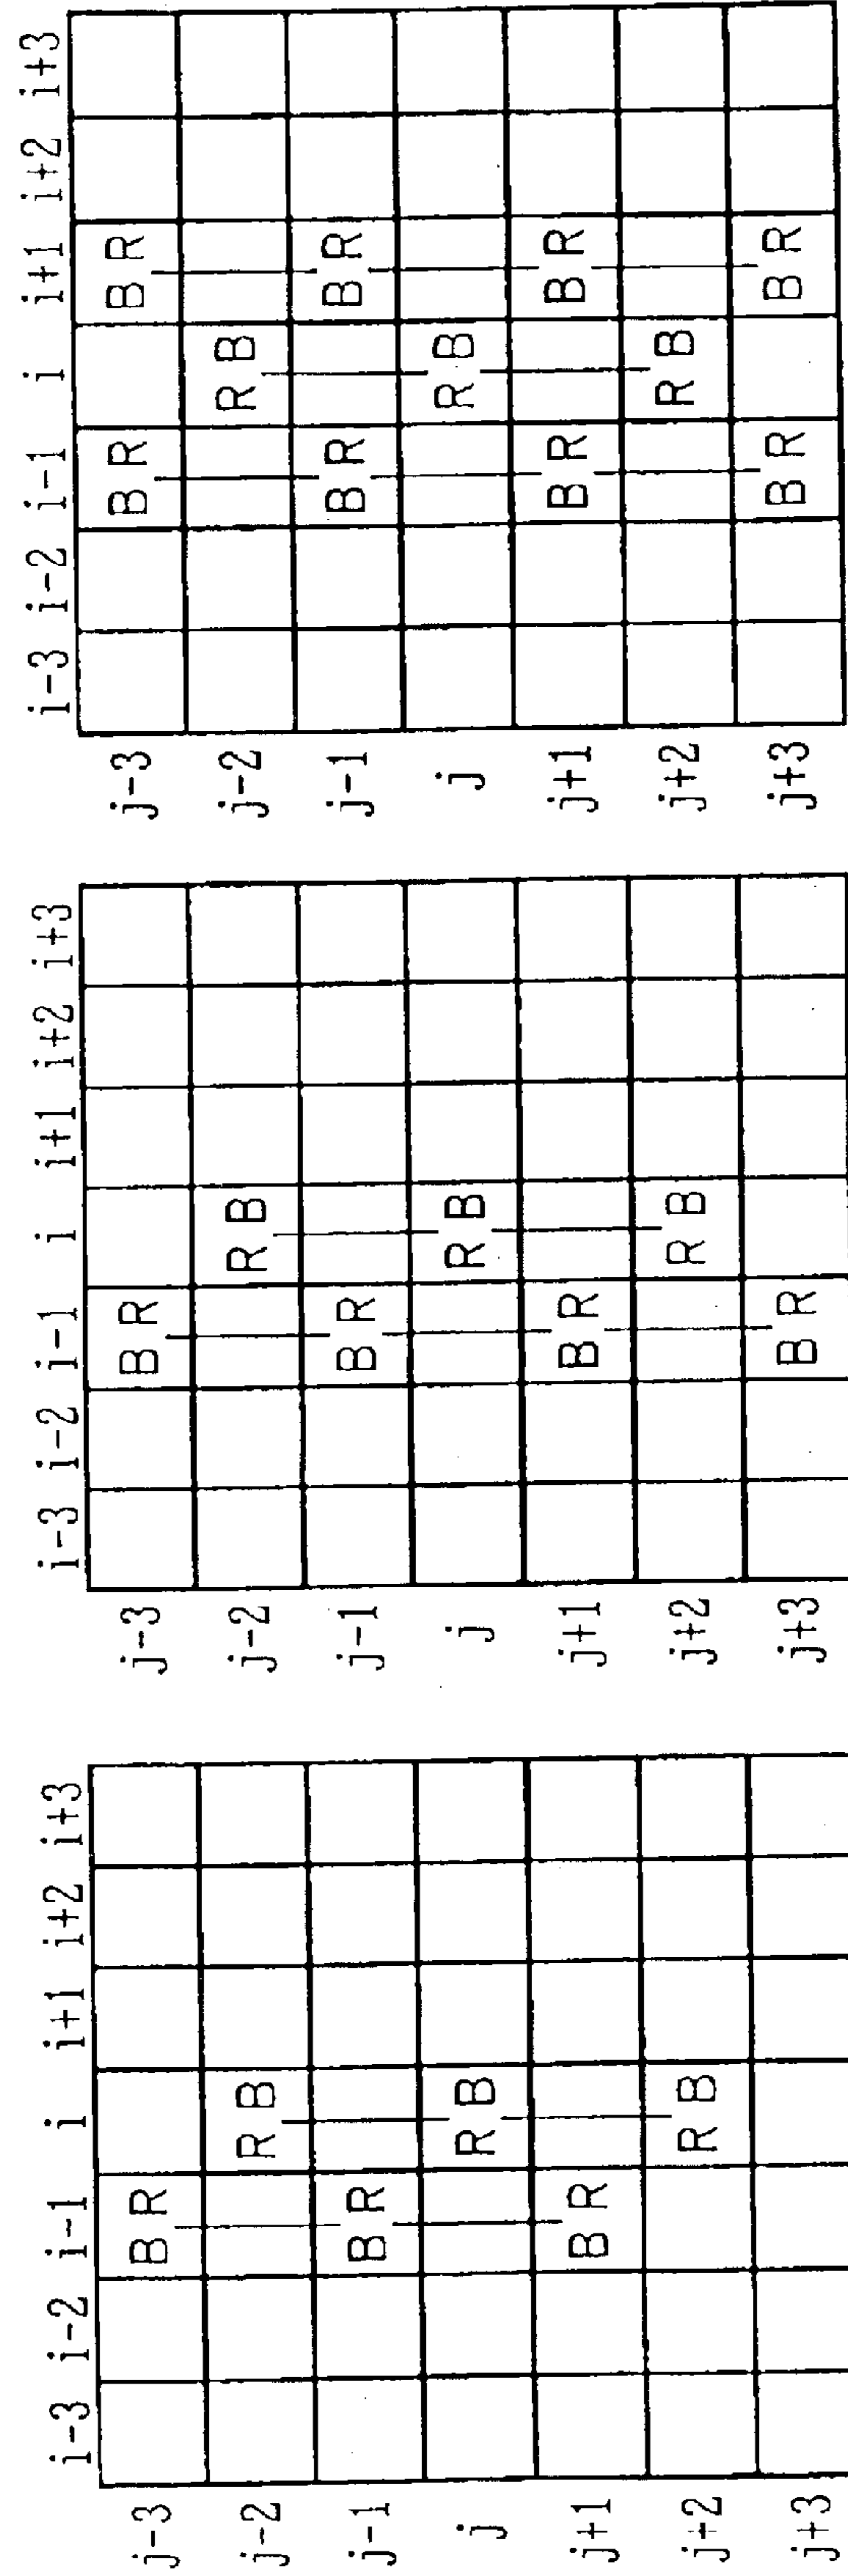 i-3 i-2 i-1 i i+1 i+2 i+3
j-3 B R
j-2 R B
j-1 B R
j R B
j+1 B R
j+2 R B
j+3
i-3 i-2 i-1 i i+1 i+2 i+3
j-3 B R
j-2 R B
j-1 B R
j R B
j+1 B R
j+2 R B
j+3 B R
i-3 i-2 i-1 i i+1 i+2 i+3
j-3 B R B R
j-2 R B
j-1 B R B R
j R B
j+1 B R B R
j+2 R B
j+3 B R B R